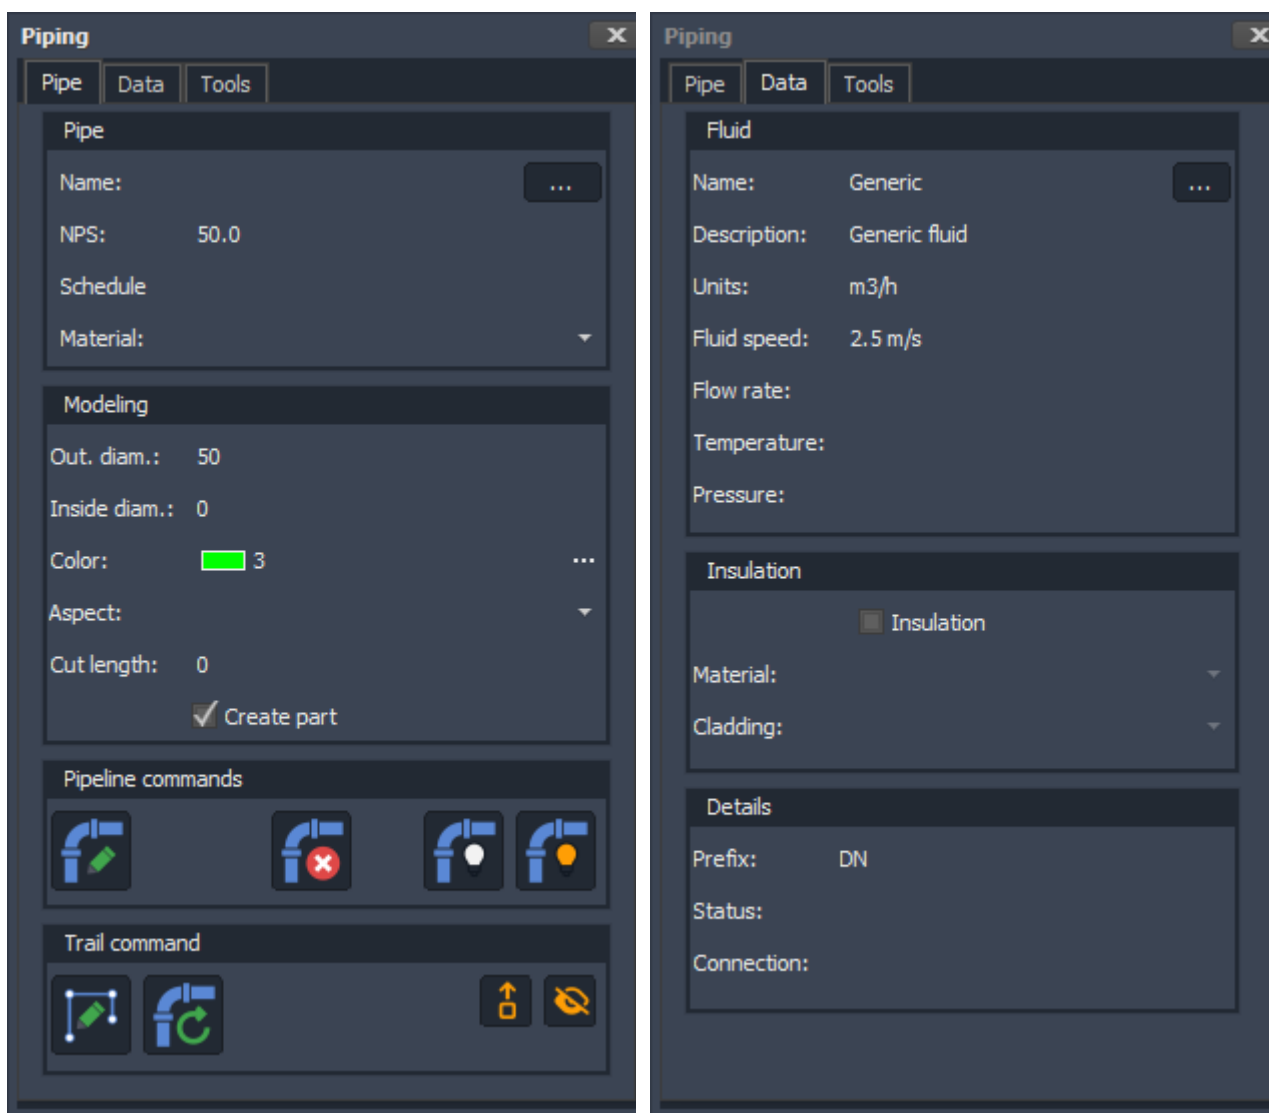 Piping
Pipe Data Tools
Pipe
Name: ...
NPS: 50.0
Schedule
Material:
Modeling
Out. diam.: 50
Inside diam.: 0
Color: 3 ...
Aspect:
Cut length: 0
Create part
Pipeline commands
Trail command
Piping
Pipe Data Tools
Fluid
Name: Generic ...
Description: Generic fluid
Units: m3/h
Fluid speed: 2.5 m/s
Flow rate:
Temperature:
Pressure:
Insulation
Insulation
Material:
Cladding:
Details
Prefix: DN
Status:
Connection: